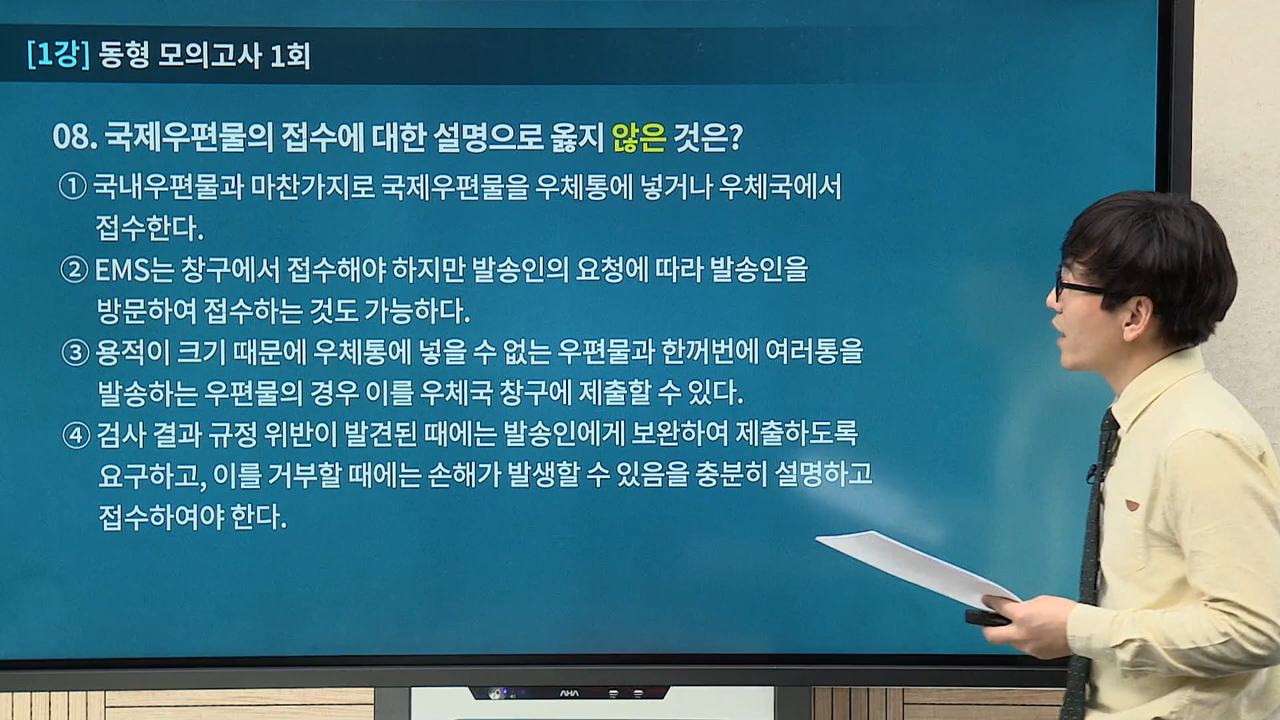 [1강] 동형 모의고사 1회
08. 국제우편물의 접수에 대한 설명으로 옳지 않은 것은?
① 국내우편물과 마찬가지로 국제우편물을 우체통에 넣거나 우체국에서
접수한다.
② EMS는 창구에서 접수해야 하지만 발송인의 요청에 따라 발송인을
방문하여 접수하는 것도 가능하다.
③ 용적이 크기 때문에 우체통에 넣을 수 없는 우편물과 한꺼번에 여러통을
발송하는 우편물의 경우 이를 우체국 창구에 제출할 수 있다.
④ 검사 결과 규정 위반이 발견된 때에는 발송인에게 보완하여 제출하도록
요구하고, 이를 거부할 때에는 손해가 발생할 수 있음을 충분히 설명하고
접수하여야 한다.
AHA